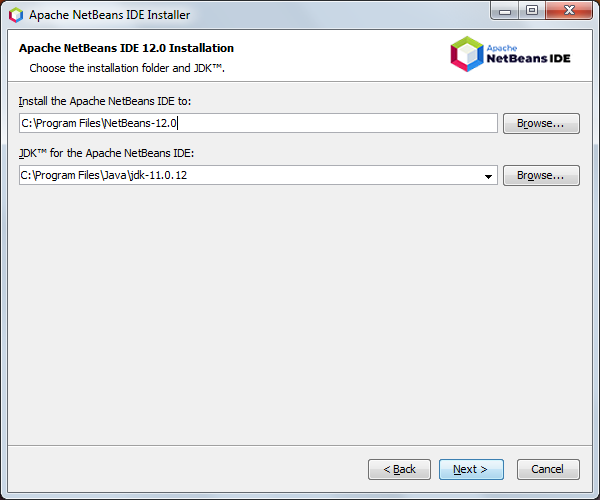 Apache NetBeans IDE Installer
Apache NetBeans IDE 12.0 Installation
Choose the installation folder and JDK™.
Apache
NetBeans IDE
Install the Apache NetBeans IDE to:
C:\Program Files\NetBeans-12.0
Browse...
JDK™ for the Apache NetBeans IDE:
C:\Program Files\Java\jdk-11.0.12
Browse...
< Back
Next >
Cancel